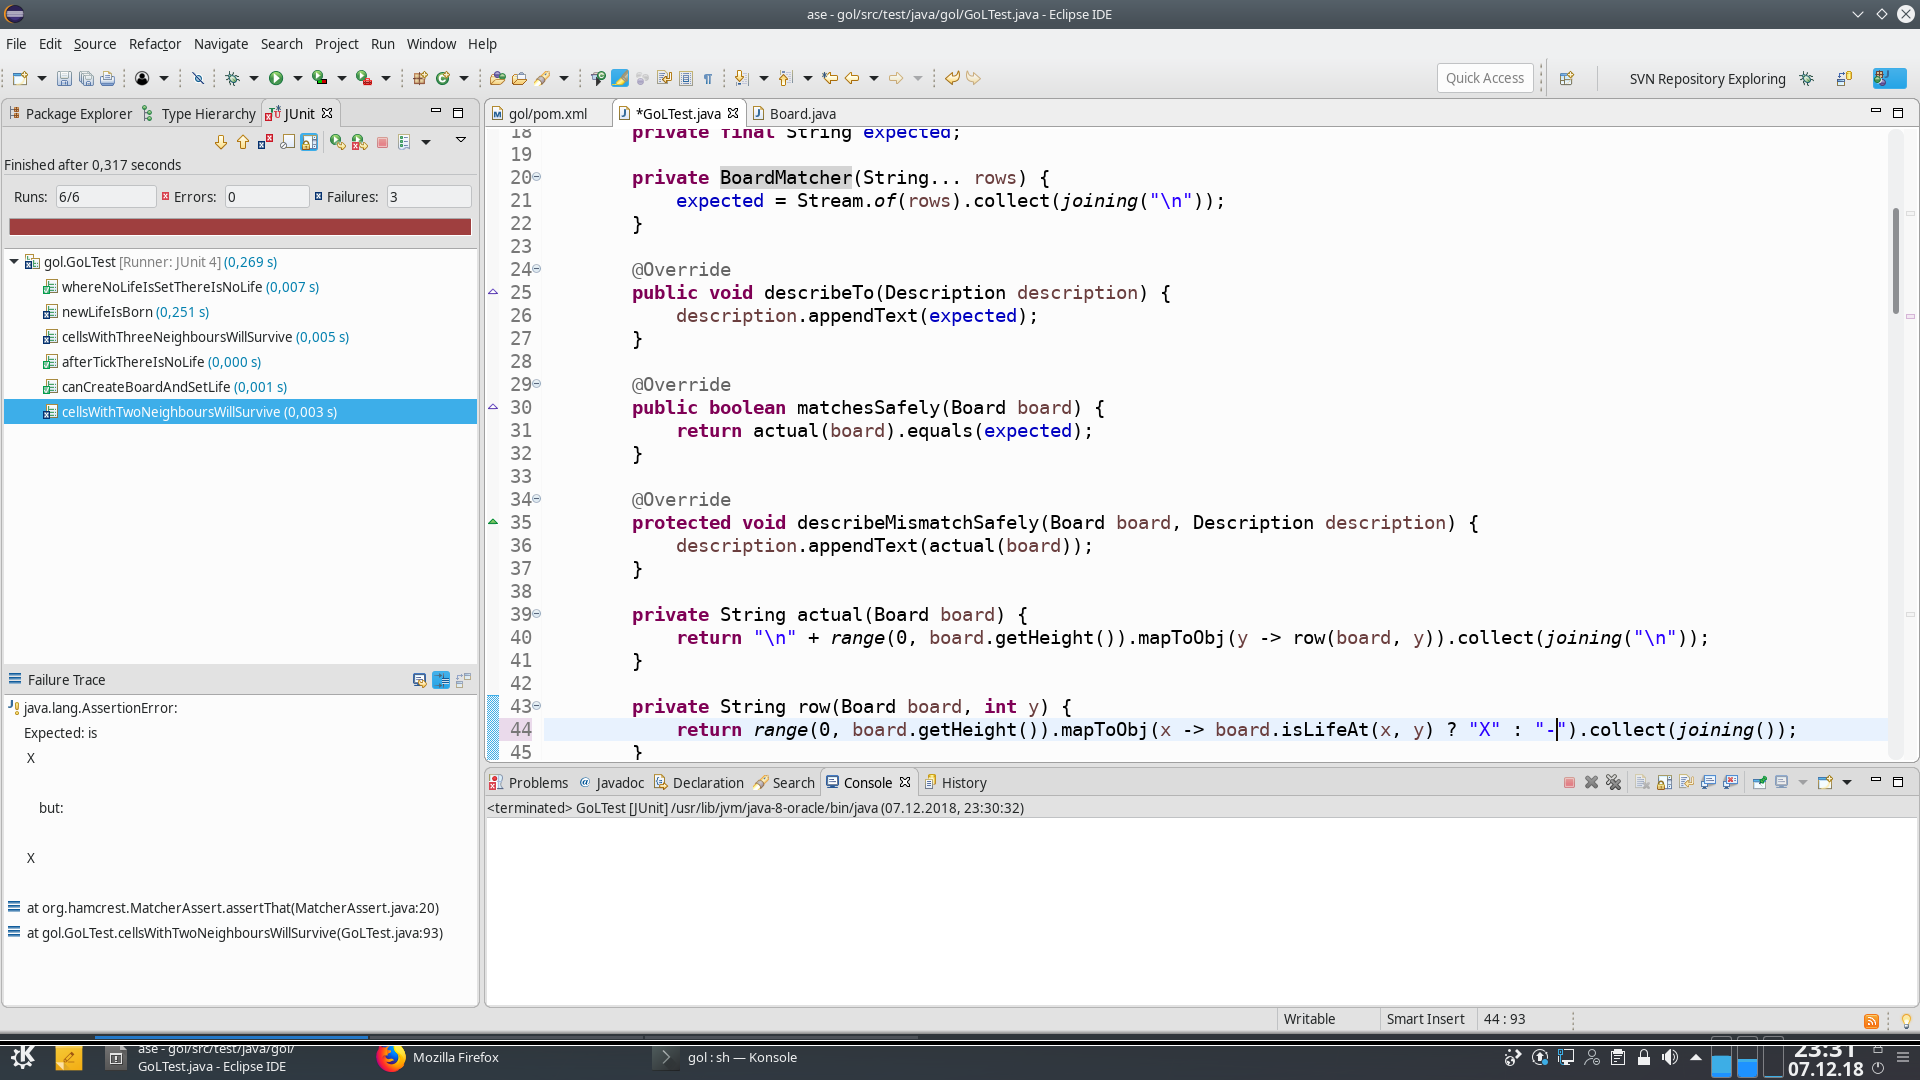 ase - gol/src/test/java/gol/GoLTest.java - Eclipse IDE
File Edit Source Refactor Navigate Search Project Run Window Help
Quick Access
SVN Repository Exploring
Package Explorer Type Hierarchy JUnit
gol/pom.xml *GoLTest.java Board.java
Finished after 0,317 seconds
Runs: 6/6 Errors: 0 Failures: 3
gol.GoLTest [Runner: JUnit 4] (0,269 s)
whereNoLifeIsSetThereIsNoLife (0,007 s)
newLifeIsBorn (0,251 s)
cellsWithThreeNeighboursWillSurvive (0,005 s)
afterTickThereIsNoLife (0,000 s)
canCreateBoardAndSetLife (0,001 s)
cellsWithTwoNeighboursWillSurvive (0,003 s)
Failure Trace
java.lang.AssertionError:
Expected: is
X
but:
X
at org.hamcrest.MatcherAssert.assertThat(MatcherAssert.java:20)
at gol.GoLTest.cellsWithTwoNeighboursWillSurvive(GoLTest.java:93)
18 private final String expected;
19
20 private BoardMatcher(String... rows) {
21 expected = Stream.of(rows).collect(joining("\n"));
22 }
23
24 @Override
25 public void describeTo(Description description) {
26 description.appendText(expected);
27 }
28
29 @Override
30 public boolean matchesSafely(Board board) {
31 return actual(board).equals(expected);
32 }
33
34 @Override
35 protected void describeMismatchSafely(Board board, Description description) {
36 description.appendText(actual(board));
37 }
38
39 private String actual(Board board) {
40 return "\n" + range(0, board.getHeight()).mapToObj(y -> row(board, y)).collect(joining("\n"));
41 }
42
43 private String row(Board board, int y) {
44 return range(0, board.getHeight()).mapToObj(x -> board.isLifeAt(x, y) ? "X" : "-").collect(joining());
45 }
Problems Javadoc Declaration Search Console History
<terminated> GoLTest [JUnit] /usr/lib/jvm/java-8-oracle/bin/java (07.12.2018, 23:30:32)
Writable Smart Insert 44 : 93
ase - gol/src/test/java/gol/
GoLTest.java - Eclipse IDE
Mozilla Firefox
gol : sh — Konsole
23:31
07.12.18